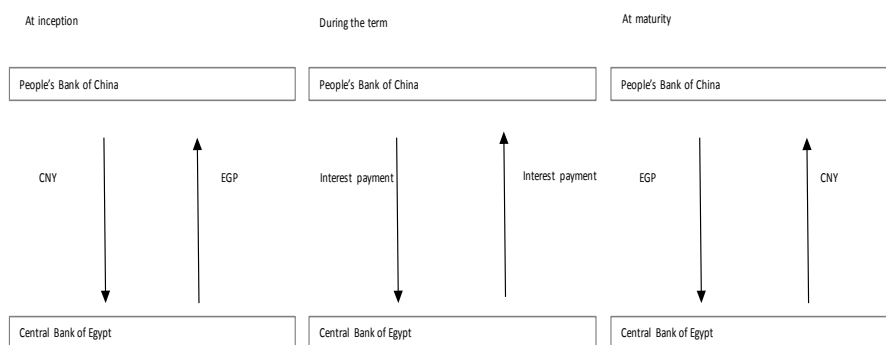 At inception
During the term
At maturity
People's Bank of China
People's Bank of China
People's Bank of China
CNY
EGP
Interest payment
Interest payment
EGP
CNY
Central Bank of Egypt
Central Bank of Egypt
Central Bank of Egypt